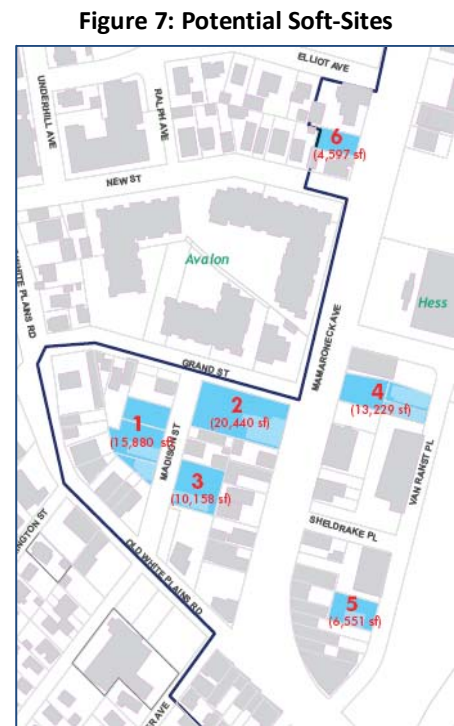 Figure 7: Potential Soft-Sites
ELLIOT AVE
UNDERHILL AVE
RALPH AVE
6
(4,597 sf)
NEW ST
Avalon
WHITE PLAINS RD
MAMARONECK AVE
Hess
GRAND ST
4
(13,229 sf)
2
(20,440 sf)
1
(15,880 sf)
MADISON ST
3
(10,158 sf)
VAN RANST PL
SHELDRAKE PL
INGTON ST
OLD WHITE PLAINS RD
5
(6,551 sf)
R AVE